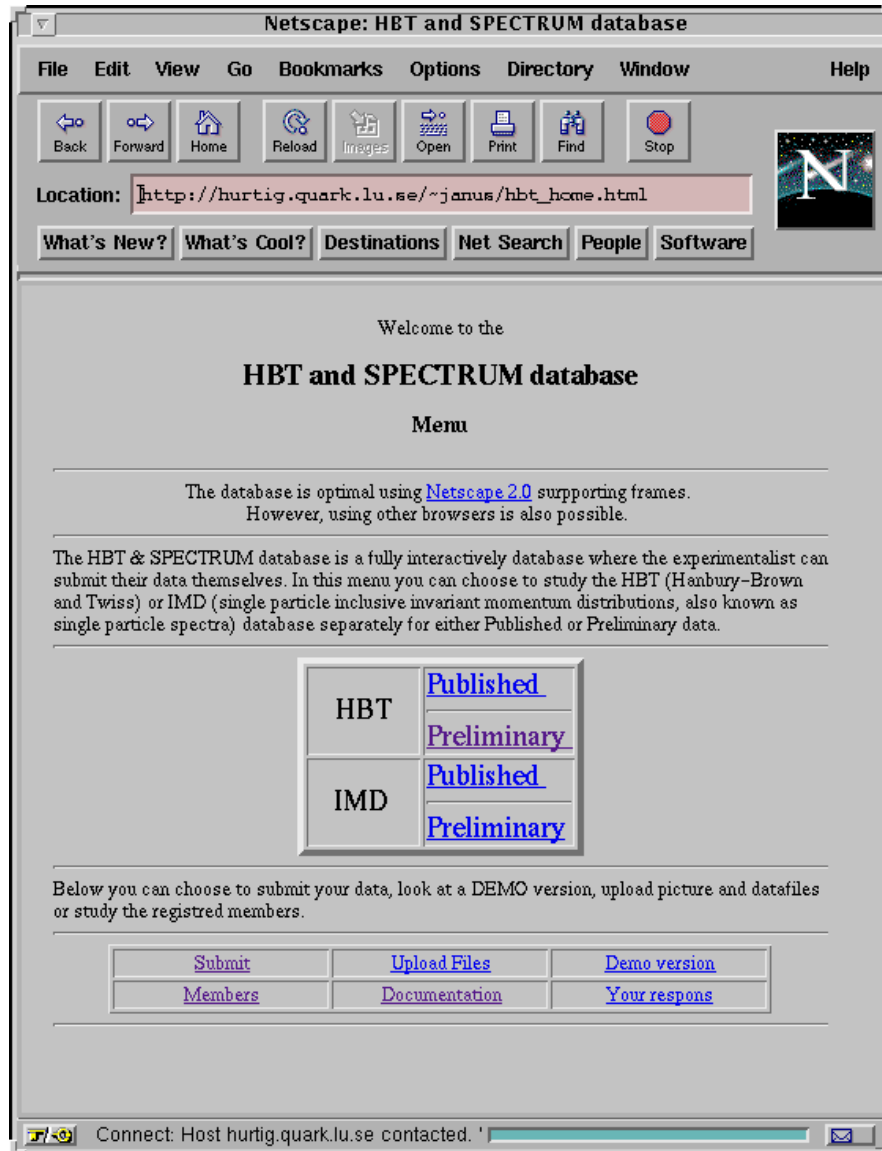 Netscape: HBT and SPECTRUM database
File Edit View Go Bookmarks Options Directory Window Help
Back Forward Home Reload Images Open Print Find Stop
N
Location: http://hurtig.quark.lu.se/~janus/hbt_home.html
What's New? What's Cool? Destinations Net Search People Software
Welcome to the
HBT and SPECTRUM database
Menu
The database is optimal using Netscape 2.0 surpporting frames.
However, using other browsers is also possible.
The HBT & SPECTRUM database is a fully interactively database where the experimentalist can
submit their data themselves. In this menu you can choose to study the HBT (Hanbury-Brown
and Twiss) or IMD (single particle inclusive invariant momentum distributions, also known as
single particle spectra) database separately for either Published or Preliminary data.
HBT Published
Preliminary
IMD Published
Preliminary
Below you can choose to submit your data, look at a DEMO version, upload picture and datafiles
or study the registred members.
Submit Upload Files Demo version
Members Documentation Your respons
Connect: Host hurtig.quark.lu.se contacted. '